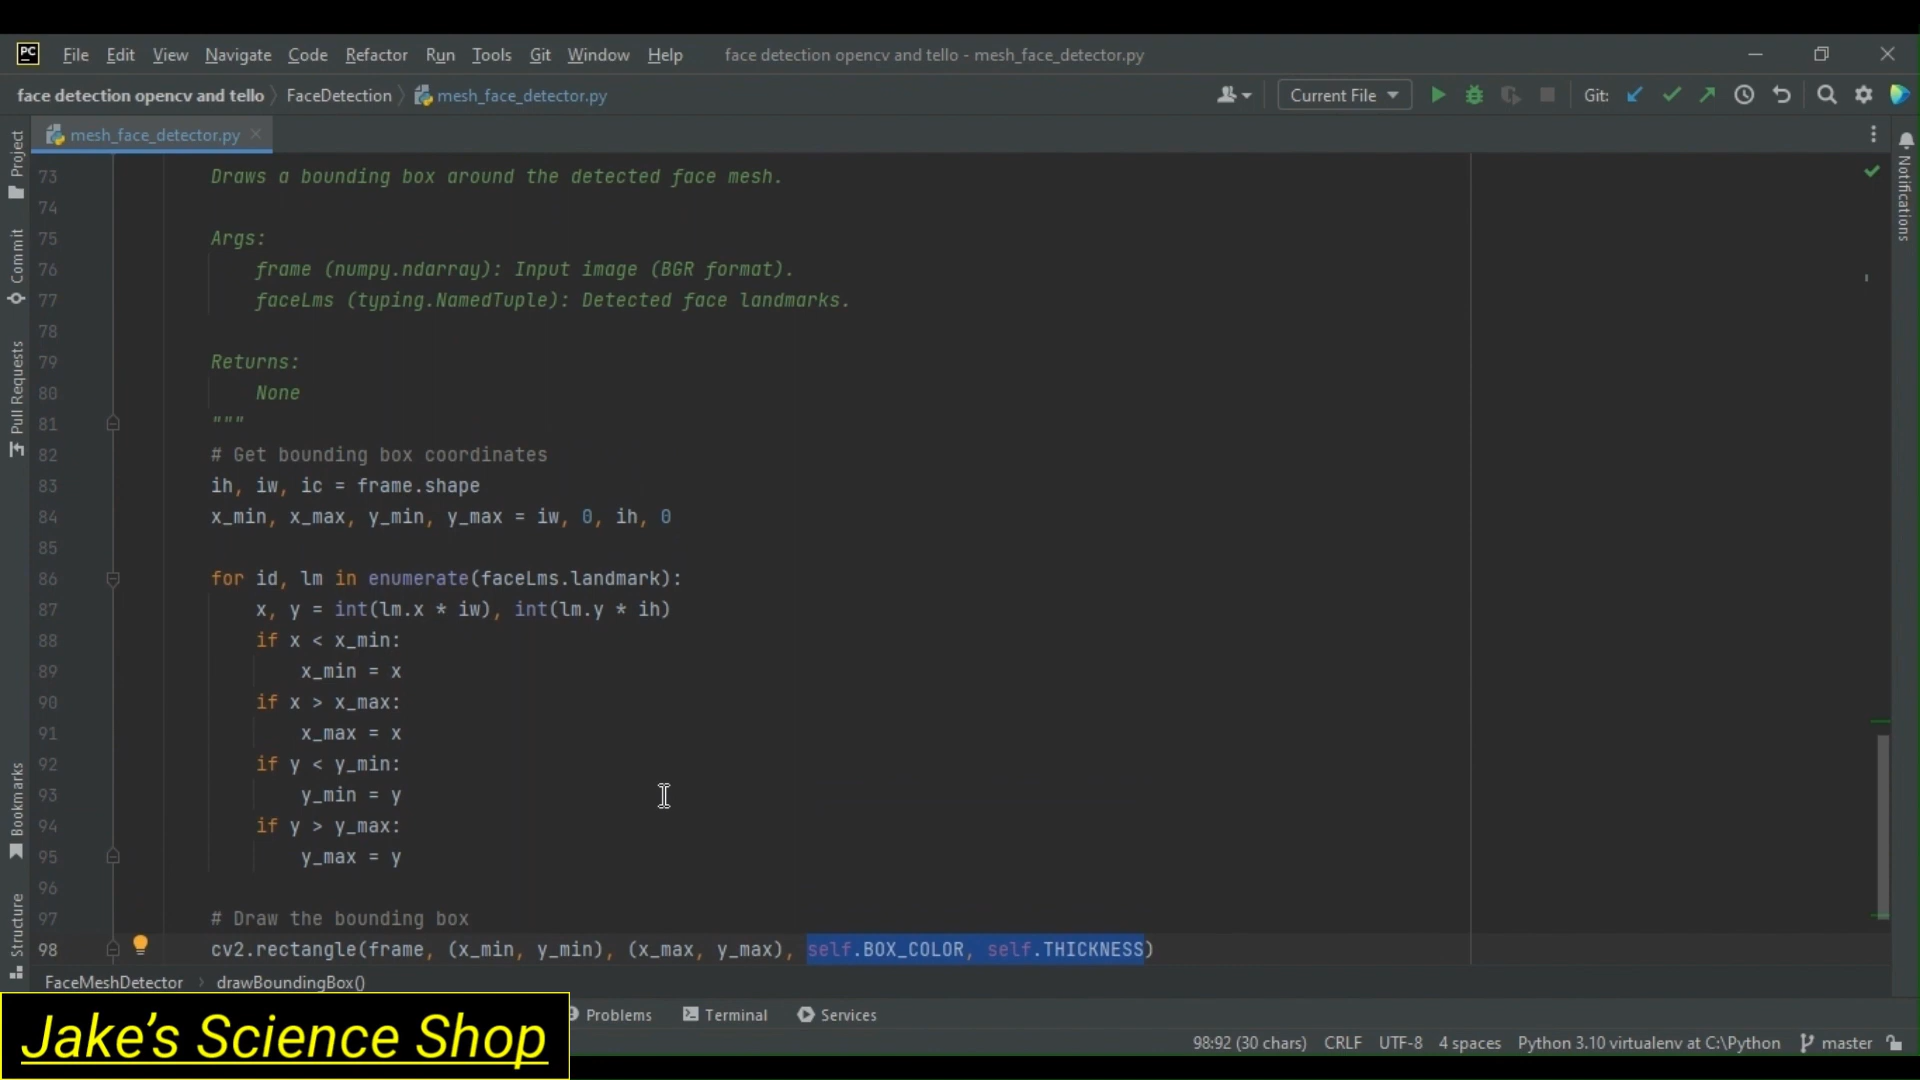 PC File Edit View Navigate Code Refactor Run Tools Git Window Help face detection opencv and tello - mesh_face_detector.py
face detection opencv and tello FaceDetection mesh_face_detector.py Current File Git:
mesh_face_detector.py
Project
Commit
Pull Requests
Bookmarks
Structure
Notifications
73 Draws a bounding box around the detected face mesh.
74
75 Args:
76 frame (numpy.ndarray): Input image (BGR format).
77 faceLms (typing.NamedTuple): Detected face landmarks.
78
79 Returns:
80 None
81 """
82 # Get bounding box coordinates
83 ih, iw, ic = frame.shape
84 x_min, x_max, y_min, y_max = iw, 0, ih, 0
85
86 for id, lm in enumerate(faceLms.landmark):
87 x, y = int(lm.x * iw), int(lm.y * ih)
88 if x < x_min:
89 x_min = x
90 if x > x_max:
91 x_max = x
92 if y < y_min:
93 y_min = y
94 if y > y_max:
95 y_max = y
96
97 # Draw the bounding box
98 cv2.rectangle(frame, (x_min, y_min), (x_max, y_max), self.BOX_COLOR, self.THICKNESS)
FaceMeshDetector drawBoundingBox()
Problems Terminal Services
Jake's Science Shop
98:92 (30 chars) CRLF UTF-8 4 spaces Python 3.10 virtualenv at C:\Python master